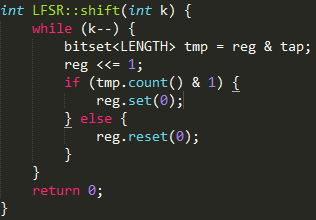 int LFSR::shift(int k) {
    while (k--) {
        bitset<LENGTH> tmp = reg & tap;
        reg <<= 1;
        if (tmp.count() & 1) {
            reg.set(0);
        } else {
            reg.reset(0);
        }
    }
    return 0;
}